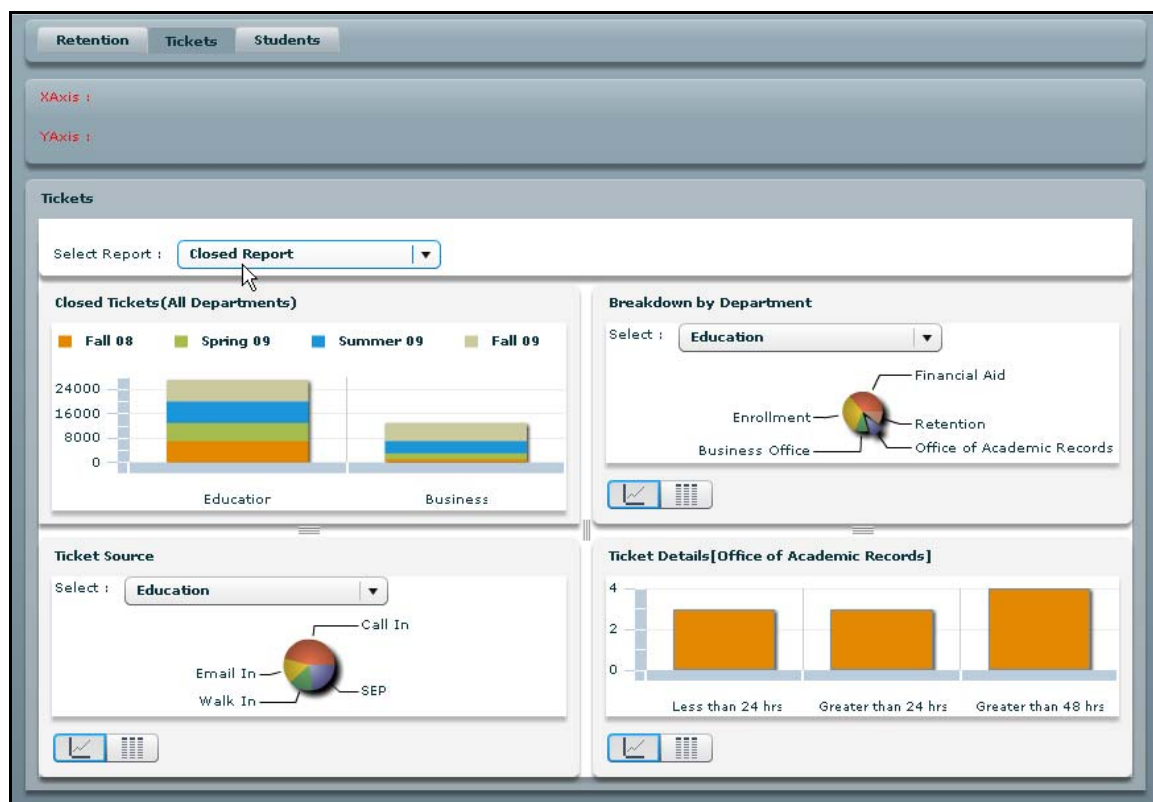 Retention Tickets Students
XAxis :
YAxis :
Tickets
Select Report : Closed Report
Closed Tickets(All Departments)
Fall 08 Spring 09 Summer 09 Fall 09
24000
16000
8000
0
Educatior Business
Breakdown by Department
Select : Education
Financial Aid
Enrollment
Retention
Business Office
Office of Academic Records
Ticket Source
Select : Education
Call In
Email In
SEP
Walk In
Ticket Details[Office of Academic Records]
4
2
0
Less than 24 hrs Greater than 24 hrs Greater than 48 hrs